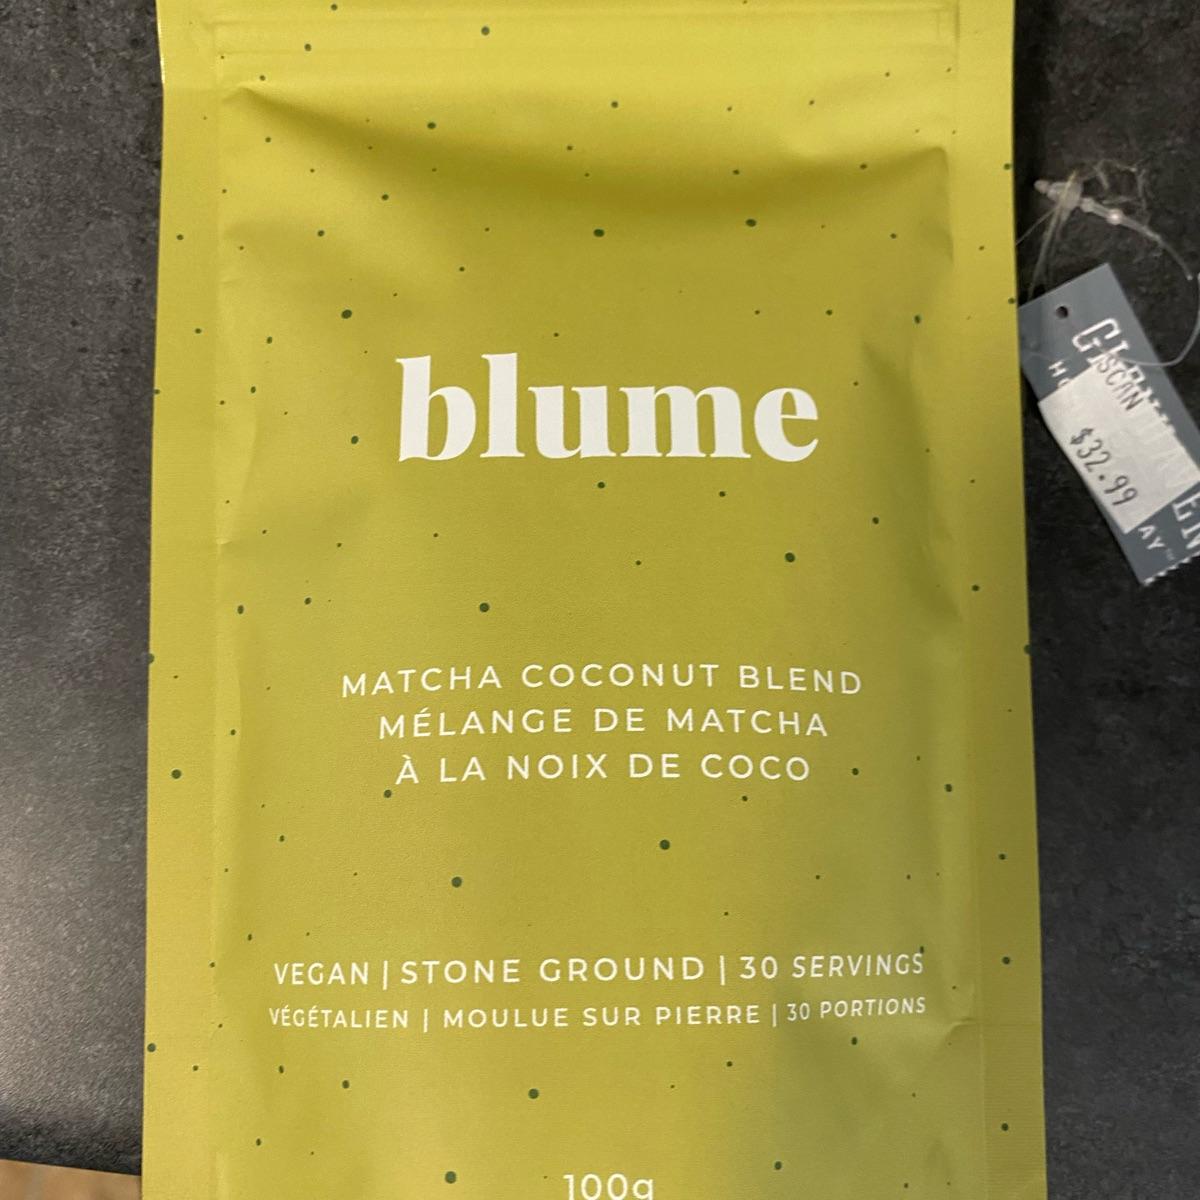 blume
MATCHA COCONUT BLEND
MÉLANGE DE MATCHA
À LA NOIX DE COCO
VEGAN | STONE GROUND | 30 SERVINGS
VÉGÉTALIEN | MOULUE SUR PIERRE | 30 PORTIONS
100g
SCAN
$32.99